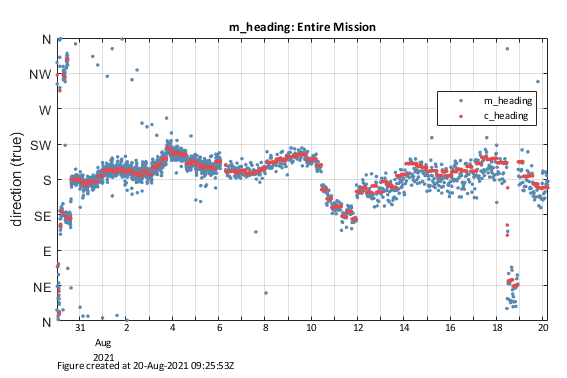 m_heading: Entire Mission
N
NW
W
SW
S
SE
E
NE
N
direction (true)
m_heading
c_heading
31 2 4 6 8 10 12 14 16 18 20
Aug
2021
Figure created at 20-Aug-2021 09:25:53Z